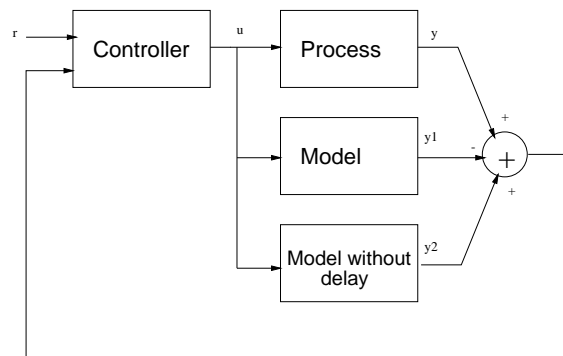 r
Controller
u
Process
y
+
Model
y1
-
+
+
Model without
delay
y2